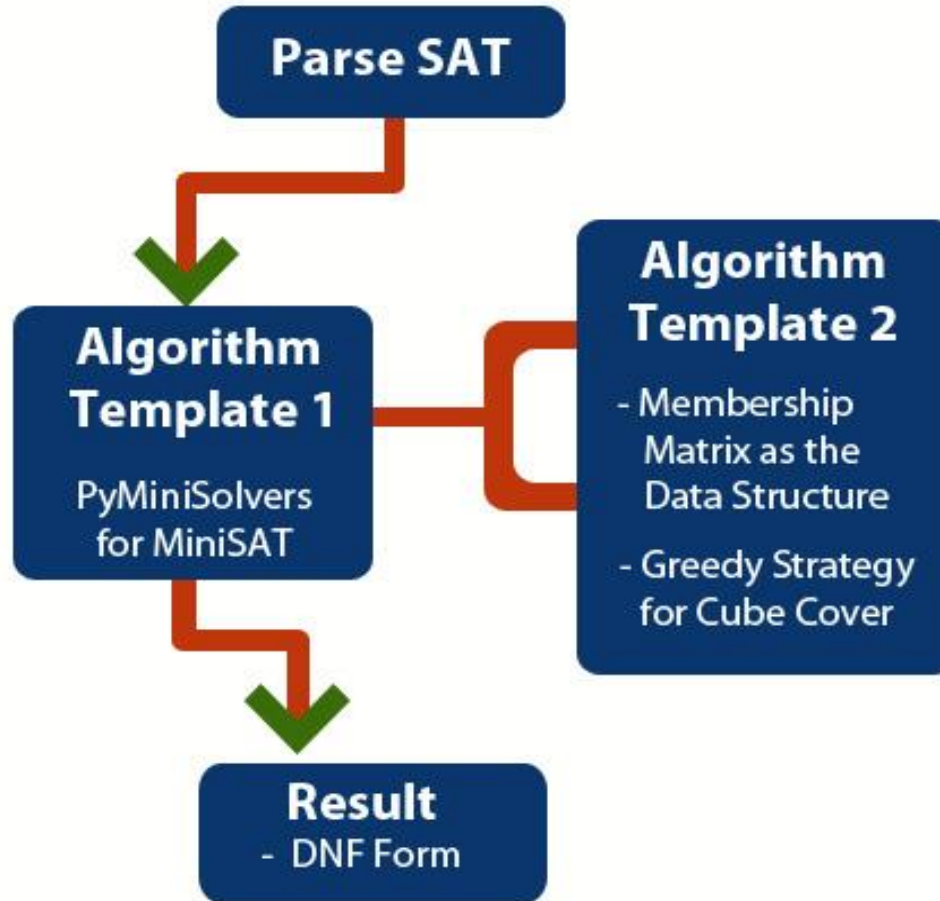 Parse SAT
Algorithm
Template 1
PyMiniSolvers
for MiniSAT
Algorithm
Template 2
- Membership
Matrix as the
Data Structure
- Greedy Strategy
for Cube Cover
Result
- DNF Form